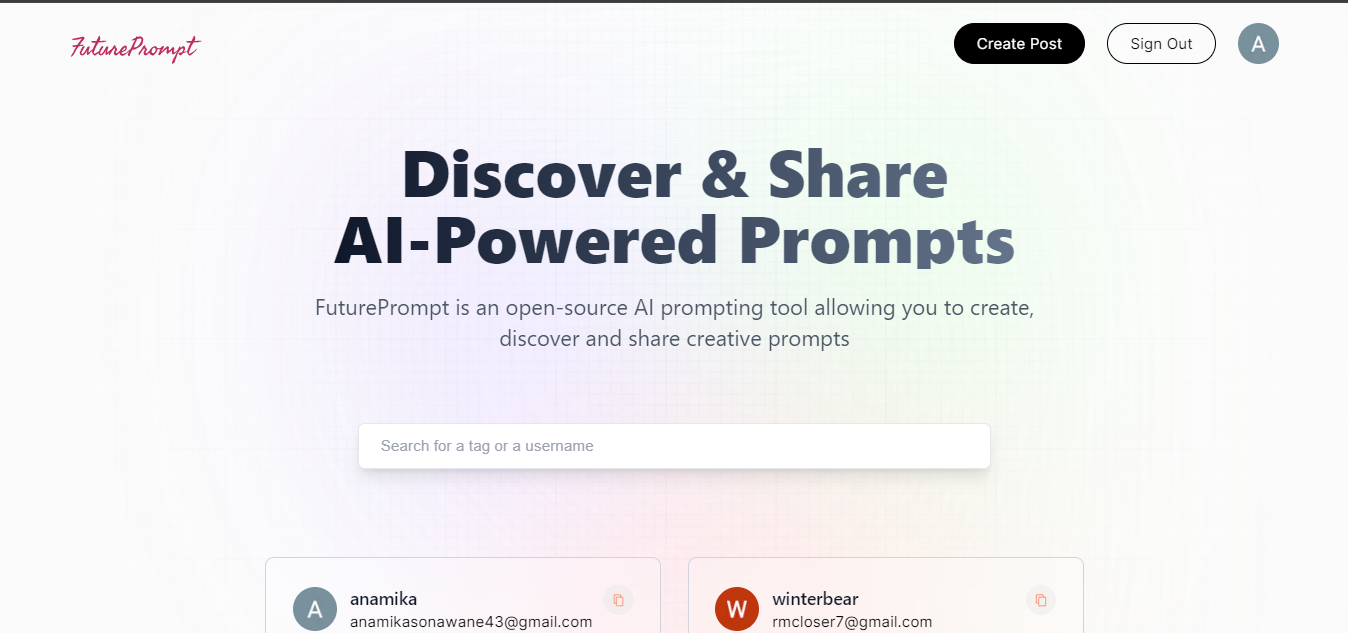 FuturePrompt
Create Post
Sign Out
A
Discover & Share
AI-Powered Prompts
FuturePrompt is an open-source AI prompting tool allowing you to create,
discover and share creative prompts
Search for a tag or a username
A
anamika
anamikasonawane43@gmail.com
W
winterbear
rmcloser7@gmail.com